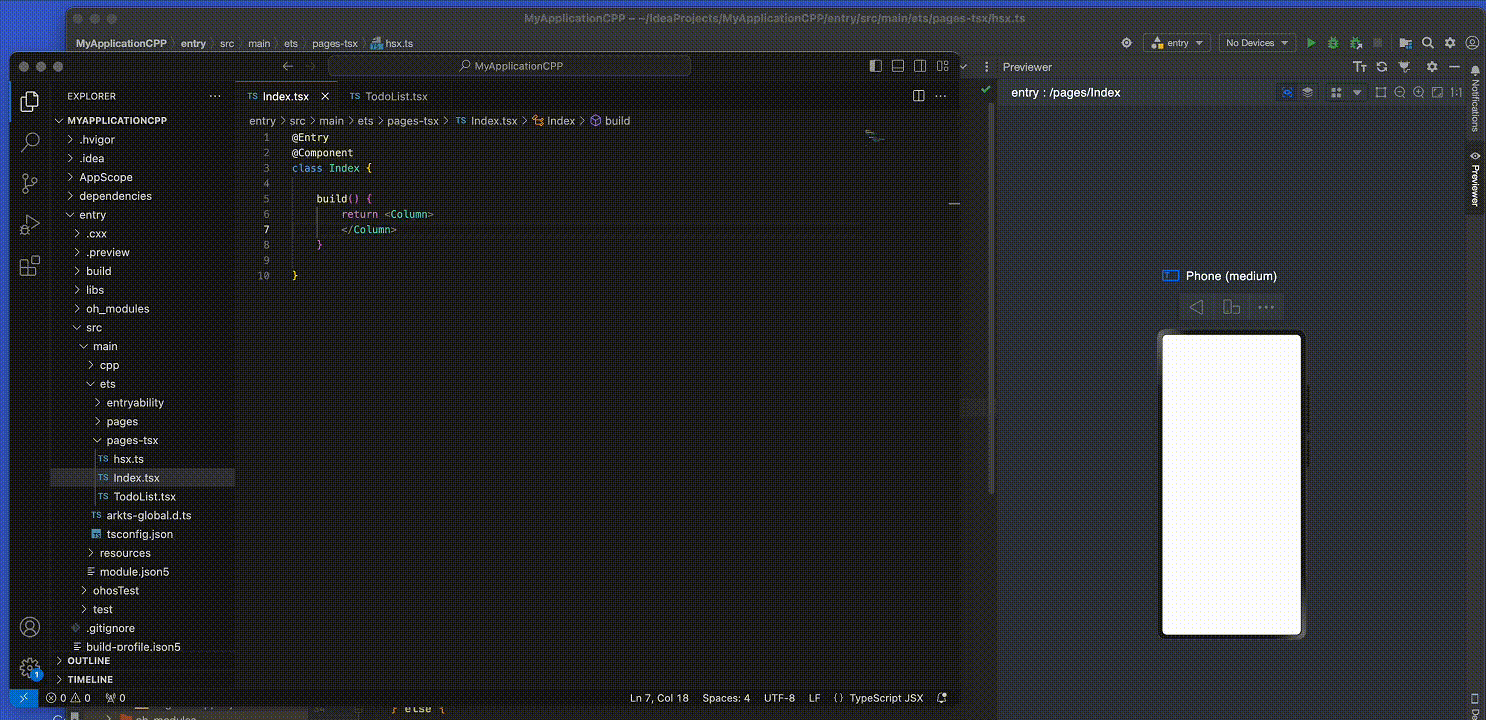 MyApplicationCPP – ~/IdeaProjects/MyApplicationCPP/entry/src/main/ets/pages-tsx/hsx.ts
MyApplicationCPP entry src main ets pages-tsx hsx.ts
entry No Devices
MyApplicationCPP
Previewer
Notifications
Previewer
entry : /pages/Index
1:1
EXPLORER
Index.tsx
TS TodoList.tsx
TS
entry > src > main > ets > pages-tsx > TS Index.tsx > Index > build
MYAPPLICATIONCPP
.hvigor
.idea
AppScope
dependencies
entry
.cxx
.preview
build
libs
oh_modules
src
main
cpp
ets
entryability
pages
pages-tsx
TS hsx.ts
TS Index.tsx
TS TodoList.tsx
TS arkts-global.d.ts
tsconfig.json
resources
module.json5
ohosTest
test
.gitignore
build-profile.json5
OUTLINE
TIMELINE
1 @Entry
2 @Component
3 class Index {
4
5 build() {
6 return <Column>
7 </Column>
8 }
9
10 }
Phone (medium)
1
0 0 0
Ln 7, Col 18 Spaces: 4 UTF-8 LF {} TypeScript JSX
oh_modules
} else {